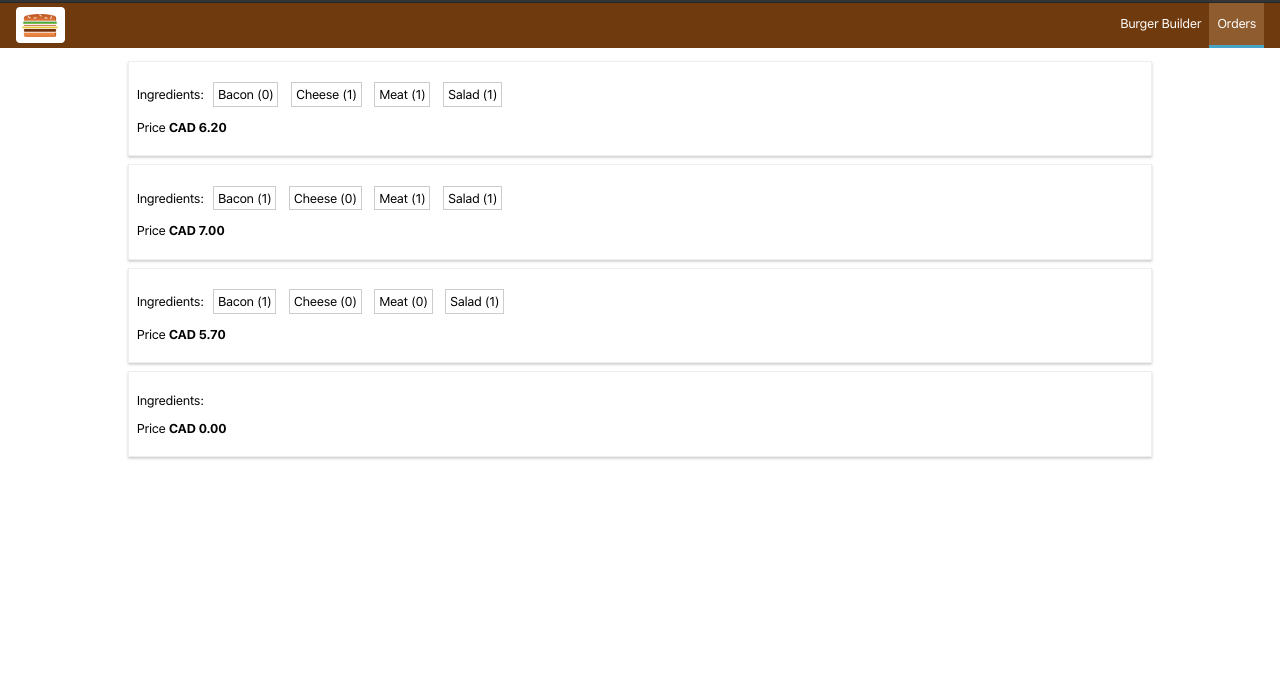 Burger Builder Orders
Ingredients: Bacon (0) Cheese (1) Meat (1) Salad (1)
Price CAD 6.20
Ingredients: Bacon (1) Cheese (0) Meat (1) Salad (1)
Price CAD 7.00
Ingredients: Bacon (1) Cheese (0) Meat (0) Salad (1)
Price CAD 5.70
Ingredients:
Price CAD 0.00